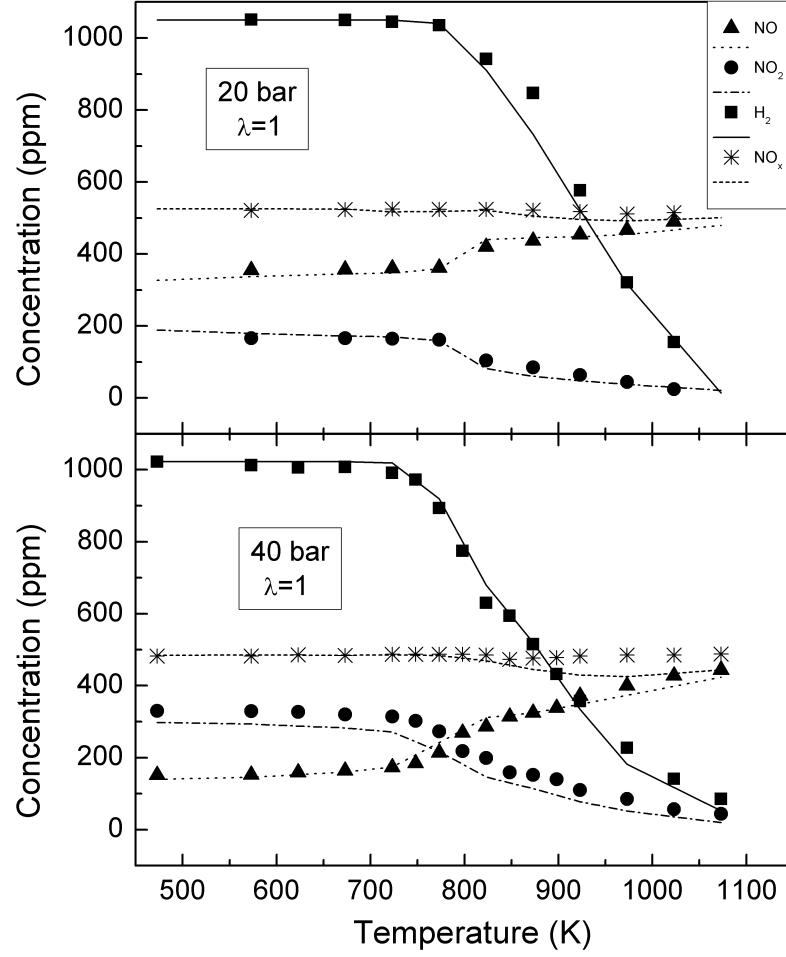 1000
800
600
400
200
0
Concentration (ppm)
20 bar
λ=1
NO
NO₂
H₂
NOₓ
1000
800
600
400
200
0
Concentration (ppm)
40 bar
λ=1
500 600 700 800 900 1000 1100
Temperature (K)